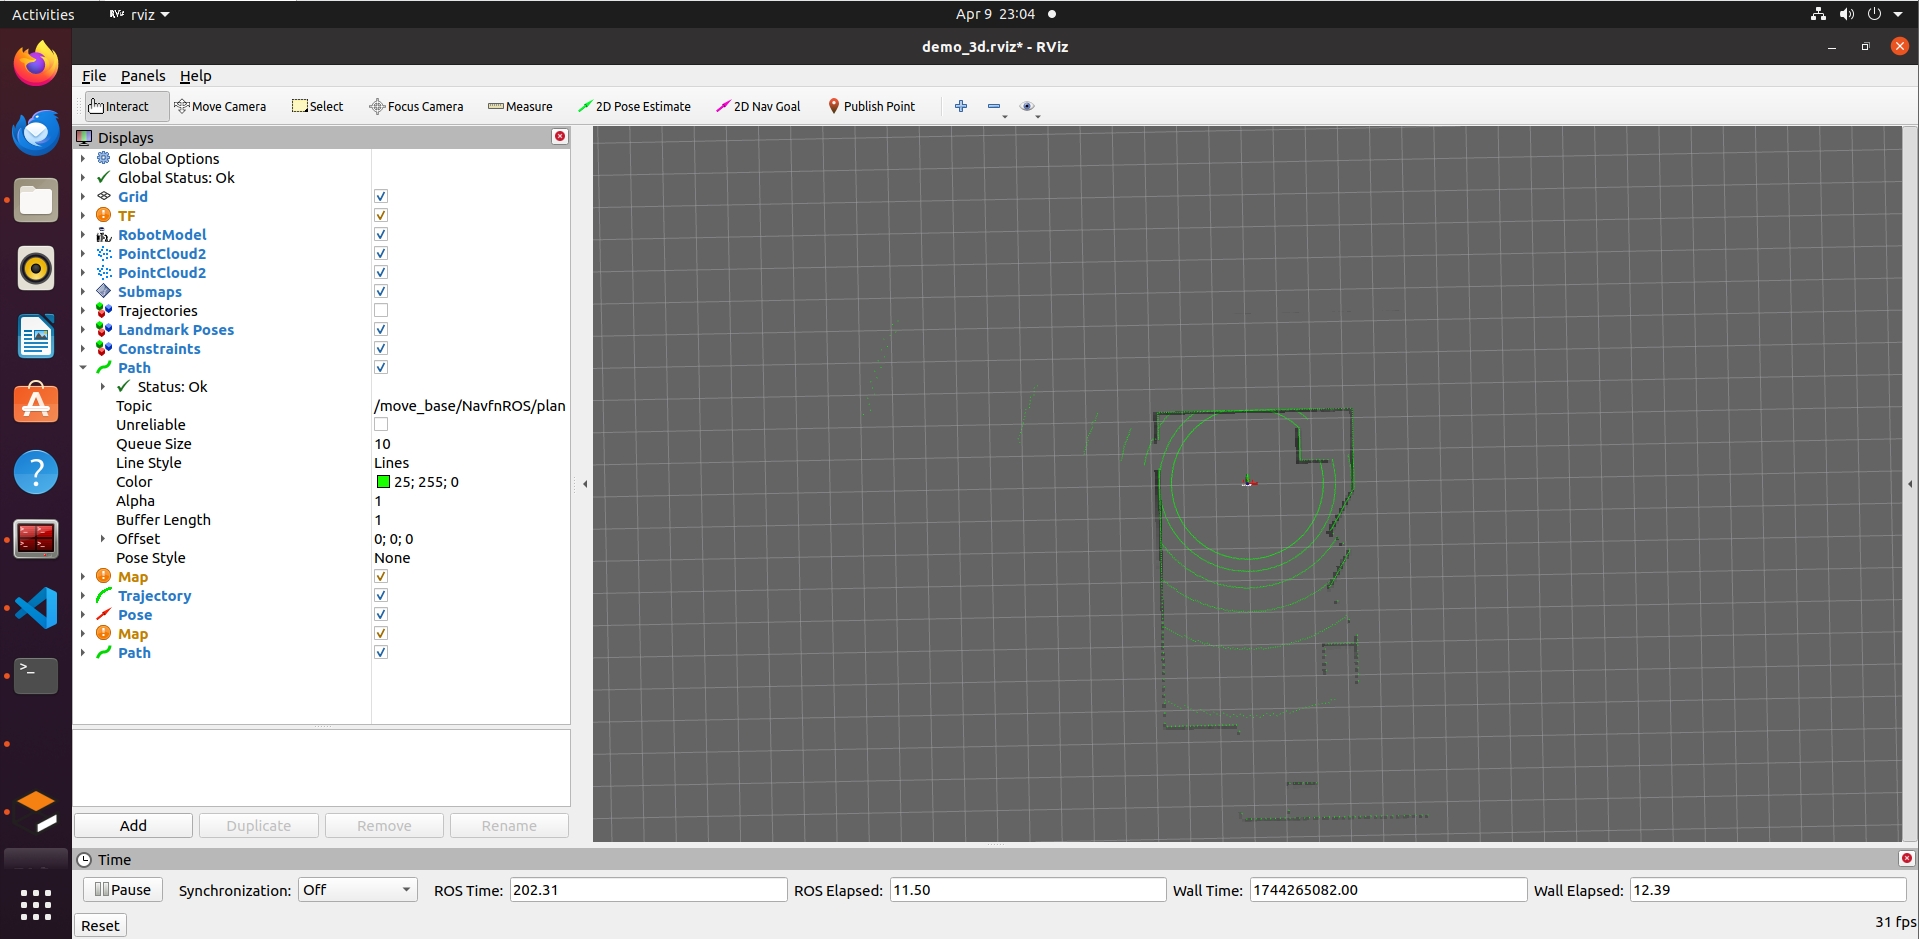 Activities RViz rviz Apr 9 23:04
demo_3d.rviz* - RViz
File Panels Help
Interact Move Camera Select Focus Camera Measure 2D Pose Estimate 2D Nav Goal Publish Point
Displays
Global Options
Global Status: Ok
Grid
TF
RobotModel
PointCloud2
PointCloud2
Submaps
Trajectories
Landmark Poses
Constraints
Path
Status: Ok
Topic /move_base/NavfnROS/plan
Unreliable
Queue Size 10
Line Style Lines
Color 25; 255; 0
Alpha 1
Buffer Length 1
Offset 0; 0; 0
Pose Style None
Map
Trajectory
Pose
Map
Path
Add Duplicate Remove Rename
Time
Pause Synchronization: Off ROS Time: 202.31 ROS Elapsed: 11.50 Wall Time: 1744265082.00 Wall Elapsed: 12.39
Reset 31 fps